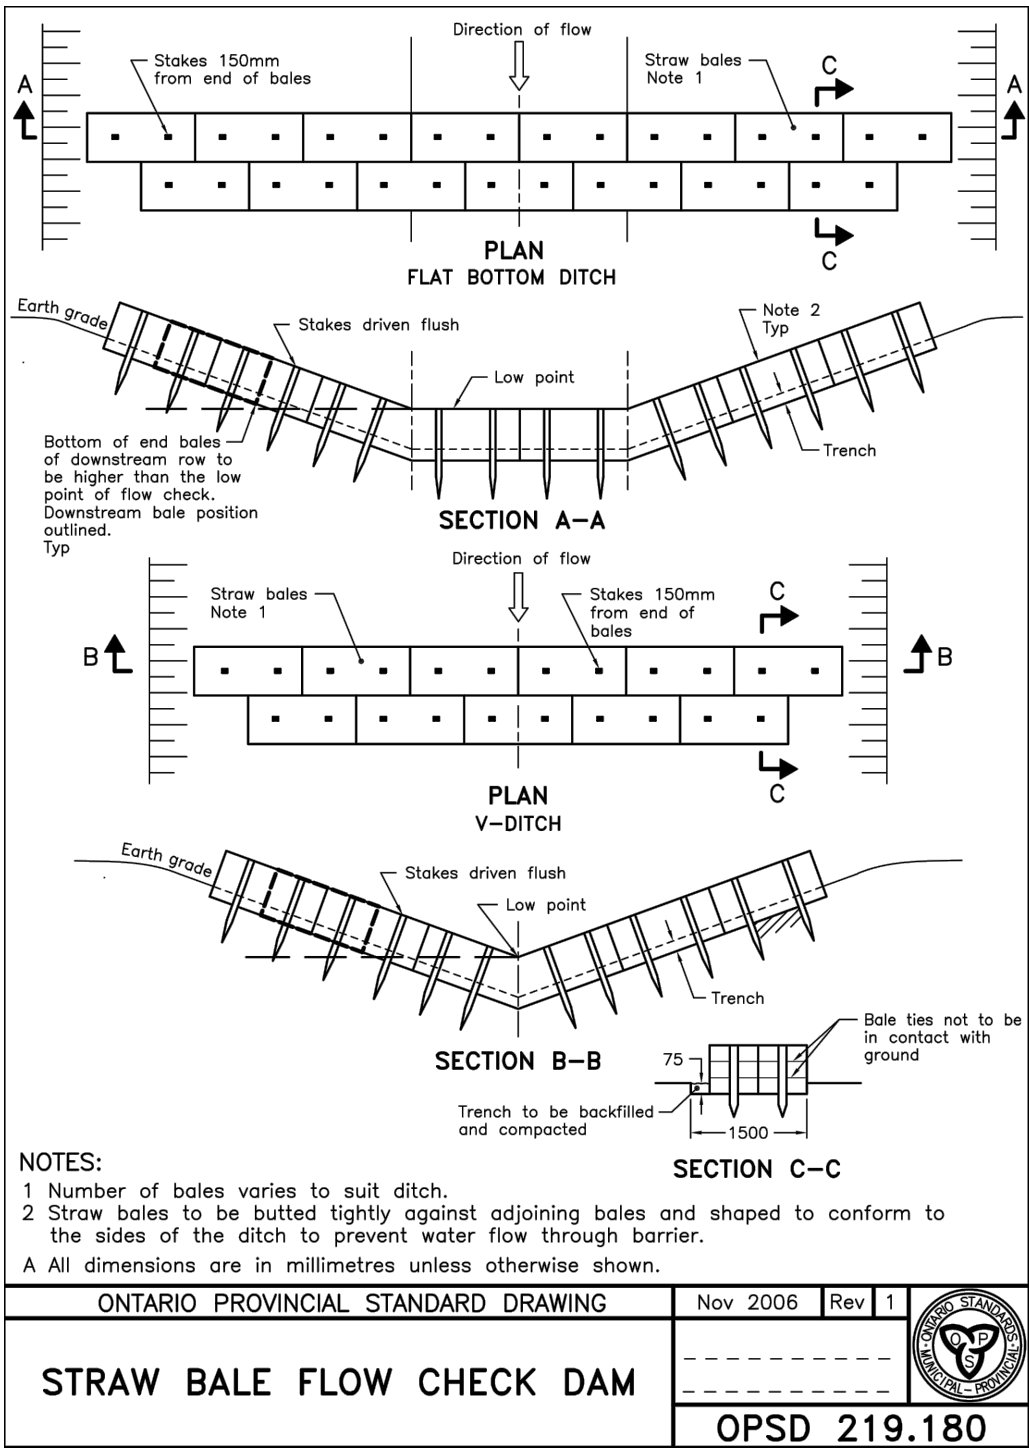 Direction of flow
Stakes 150mm
from end of bales
Straw bales
Note 1
C
A
A
C
PLAN
FLAT BOTTOM DITCH
Earth grade
Stakes driven flush
Note 2
Typ
Low point
Bottom of end bales
of downstream row to
be higher than the low
point of flow check.
Downstream bale position
outlined.
Typ
Trench
SECTION A-A
Direction of flow
Straw bales
Note 1
Stakes 150mm
from end of
bales
C
B
B
C
PLAN
V-DITCH
Earth grade
Stakes driven flush
Low point
Trench
SECTION B-B
Bale ties not to be
in contact with
ground
75
Trench to be backfilled
and compacted
1500
SECTION C-C
NOTES:
1 Number of bales varies to suit ditch.
2 Straw bales to be butted tightly against adjoining bales and shaped to conform to
the sides of the ditch to prevent water flow through barrier.
A All dimensions are in millimetres unless otherwise shown.
ONTARIO PROVINCIAL STANDARD DRAWING
Nov 2006
Rev
1
STRAW BALE FLOW CHECK DAM
ONTARIO STANDARDS
MUNICIPAL-PROVINCIAL
O P
S
OPSD 219.180